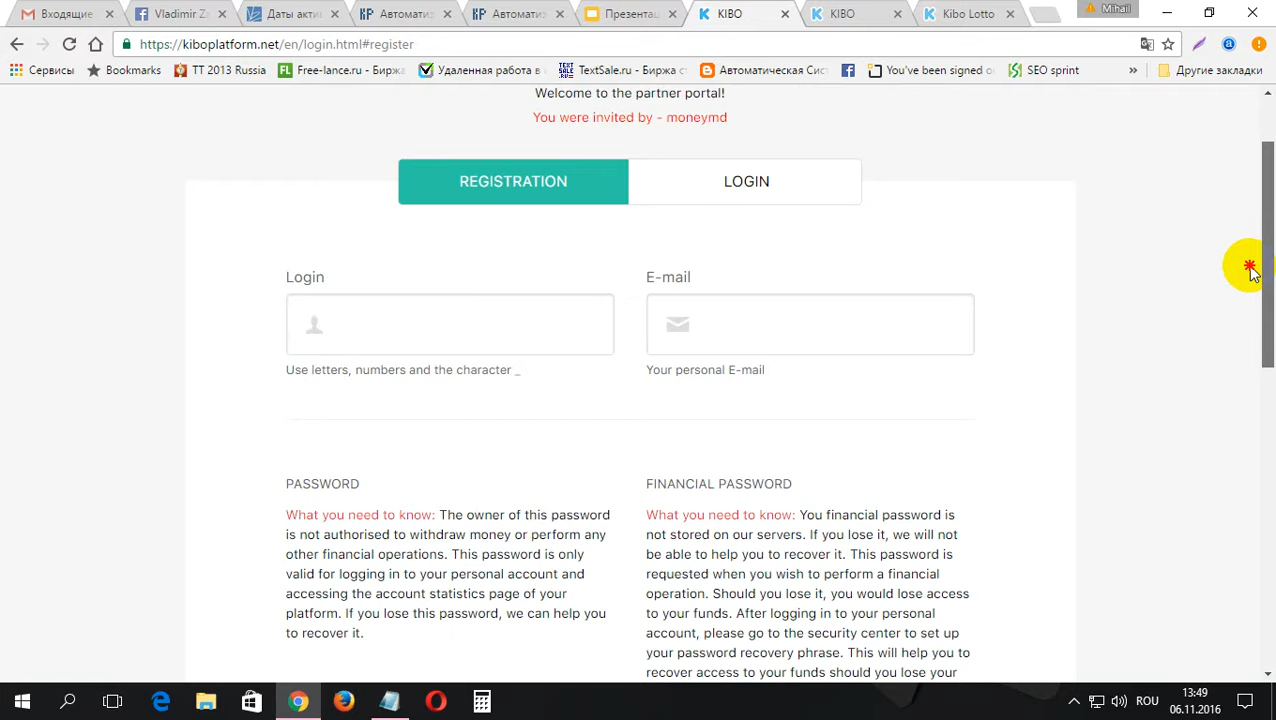 Входящие
Vladimir Z
Даты акти
Автоматиз
Автоматиз
Презентац
KIBO
KIBO
Kibo Lotto
Mihail
https://kiboplatform.net/en/login.html#register
Сервисы
Bookmarks
TT 2013 Russia
Free-lance.ru - Бирж
Удаленная работа в
TextSale.ru - Биржа ст
Автоматическая Сис
You've been signed o
SEO sprint
»
Другие закладки
Welcome to the partner portal!
You were invited by - moneymd
REGISTRATION
LOGIN
Login
E-mail
Use letters, numbers and the character _
Your personal E-mail
PASSWORD
FINANCIAL PASSWORD
What you need to know: The owner of this password
is not authorised to withdraw money or perform any
other financial operations. This password is only
valid for logging in to your personal account and
accessing the account statistics page of your
platform. If you lose this password, we can help you
to recover it.
What you need to know: You financial password is
not stored on our servers. If you lose it, we will not
be able to help you to recover it. This password is
requested when you wish to perform a financial
operation. Should you lose it, you would lose access
to your funds. After logging in to your personal
account, please go to the security center to set up
your password recovery phrase. This will help you to
recover access to your funds should you lose your
ROU
13:49
06.11.2016